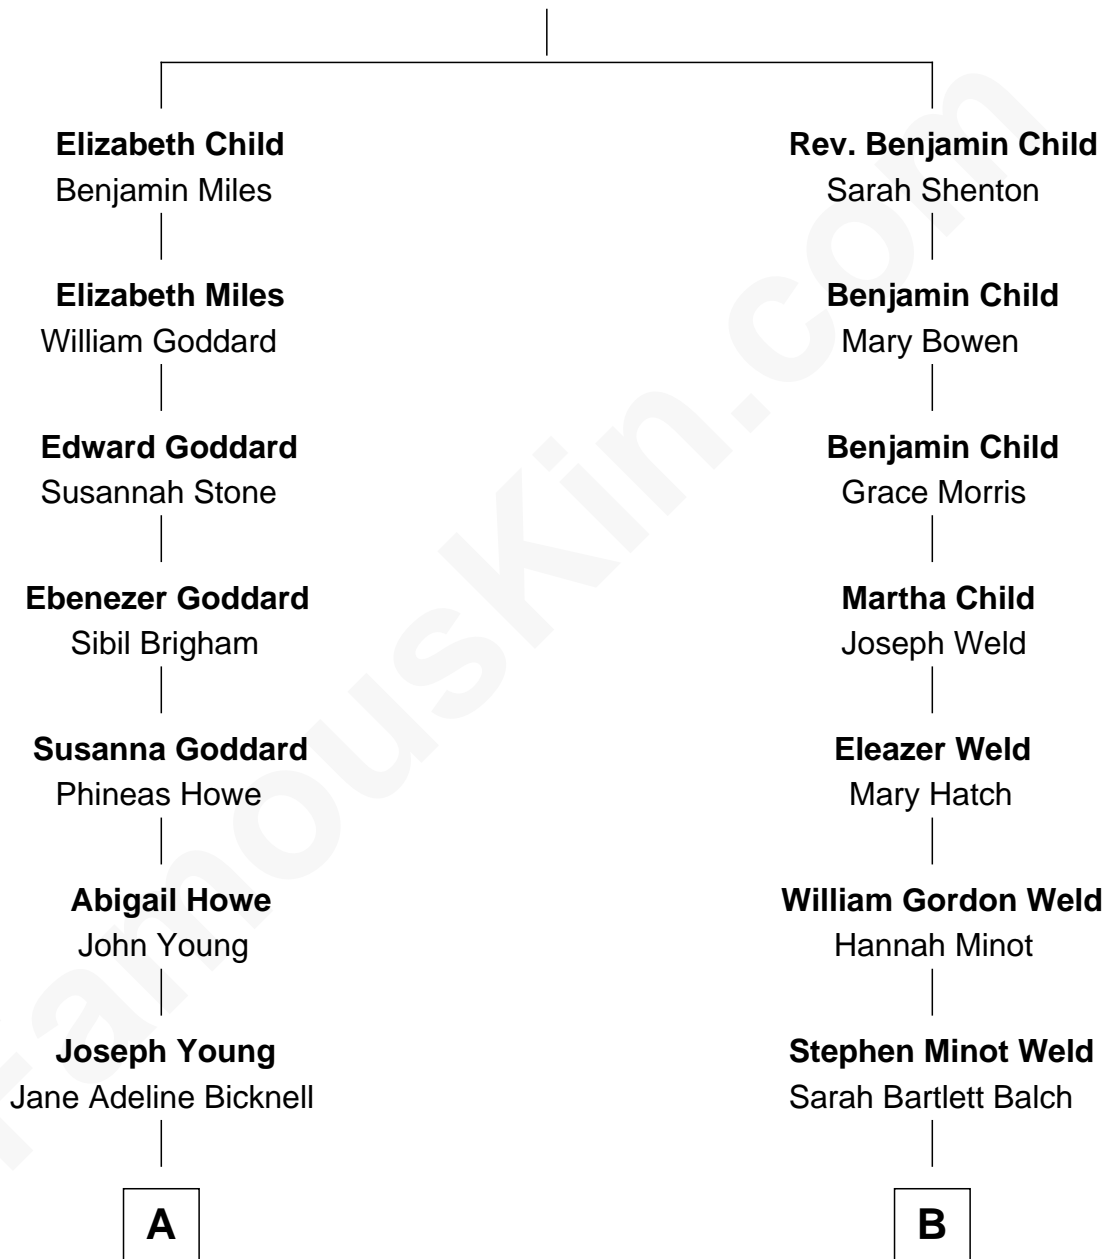 Elizabeth Child
Benjamin Miles
Elizabeth Miles
William Goddard
Edward Goddard
Susannah Stone
Ebenezer Goddard
Sibil Brigham
Susanna Goddard
Phineas Howe
Abigail Howe
John Young
Joseph Young
Jane Adeline Bicknell
A
Rev. Benjamin Child
Sarah Shenton
Benjamin Child
Mary Bowen
Benjamin Child
Grace Morris
Martha Child
Joseph Weld
Eleazer Weld
Mary Hatch
William Gordon Weld
Hannah Minot
Stephen Minot Weld
Sarah Bartlett Balch
B
FamousKin.com